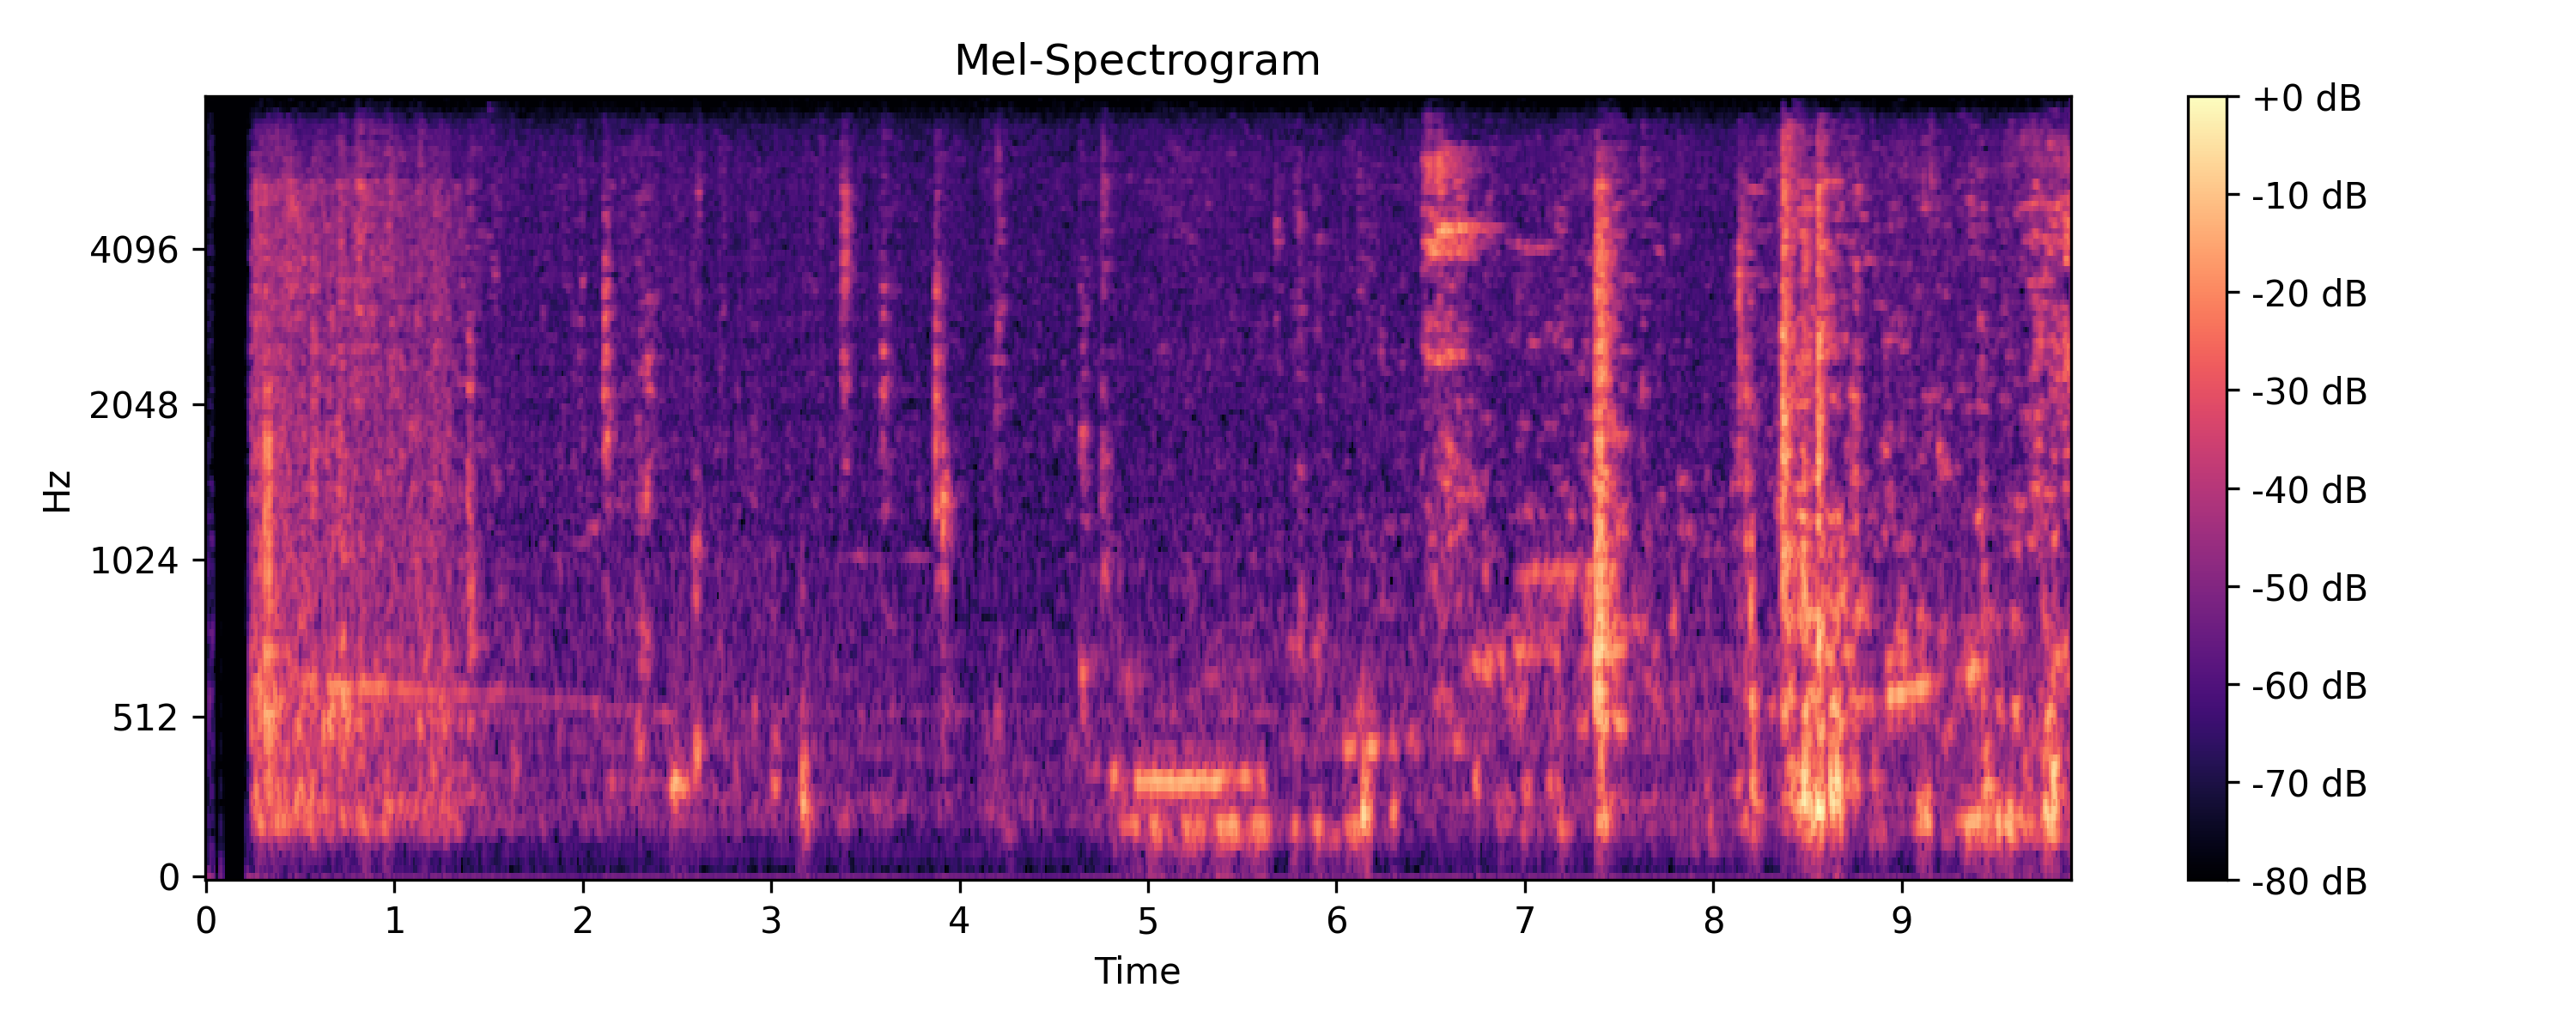 Mel-Spectrogram
+0 dB
-10 dB
-20 dB
-30 dB
-40 dB
-50 dB
-60 dB
-70 dB
-80 dB
4096
2048
1024
512
0
Hz
0 1 2 3 4 5 6 7 8 9
Time